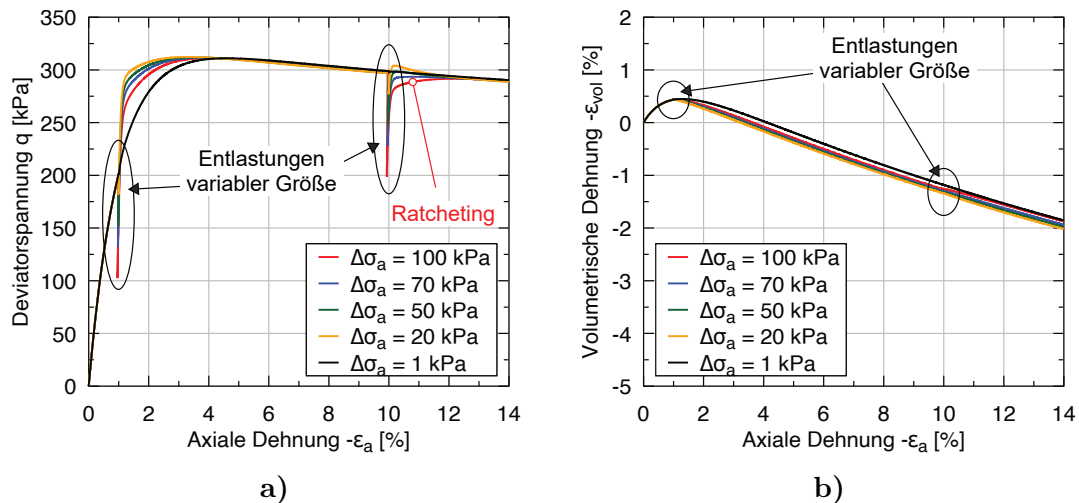 350
300
250
200
150
100
50
0
Deviatorspannung q [kPa]
Entlastungen
variabler Größe
Ratcheting
Δσa = 100 kPa
Δσa = 70 kPa
Δσa = 50 kPa
Δσa = 20 kPa
Δσa = 1 kPa
0 2 4 6 8 10 12 14
Axiale Dehnung -εa [%]
a)
2
1
0
-1
-2
-3
-4
-5
Volumetrische Dehnung -εvol [%]
Entlastungen
variabler Größe
Δσa = 100 kPa
Δσa = 70 kPa
Δσa = 50 kPa
Δσa = 20 kPa
Δσa = 1 kPa
0 2 4 6 8 10 12 14
Axiale Dehnung -εa [%]
b)